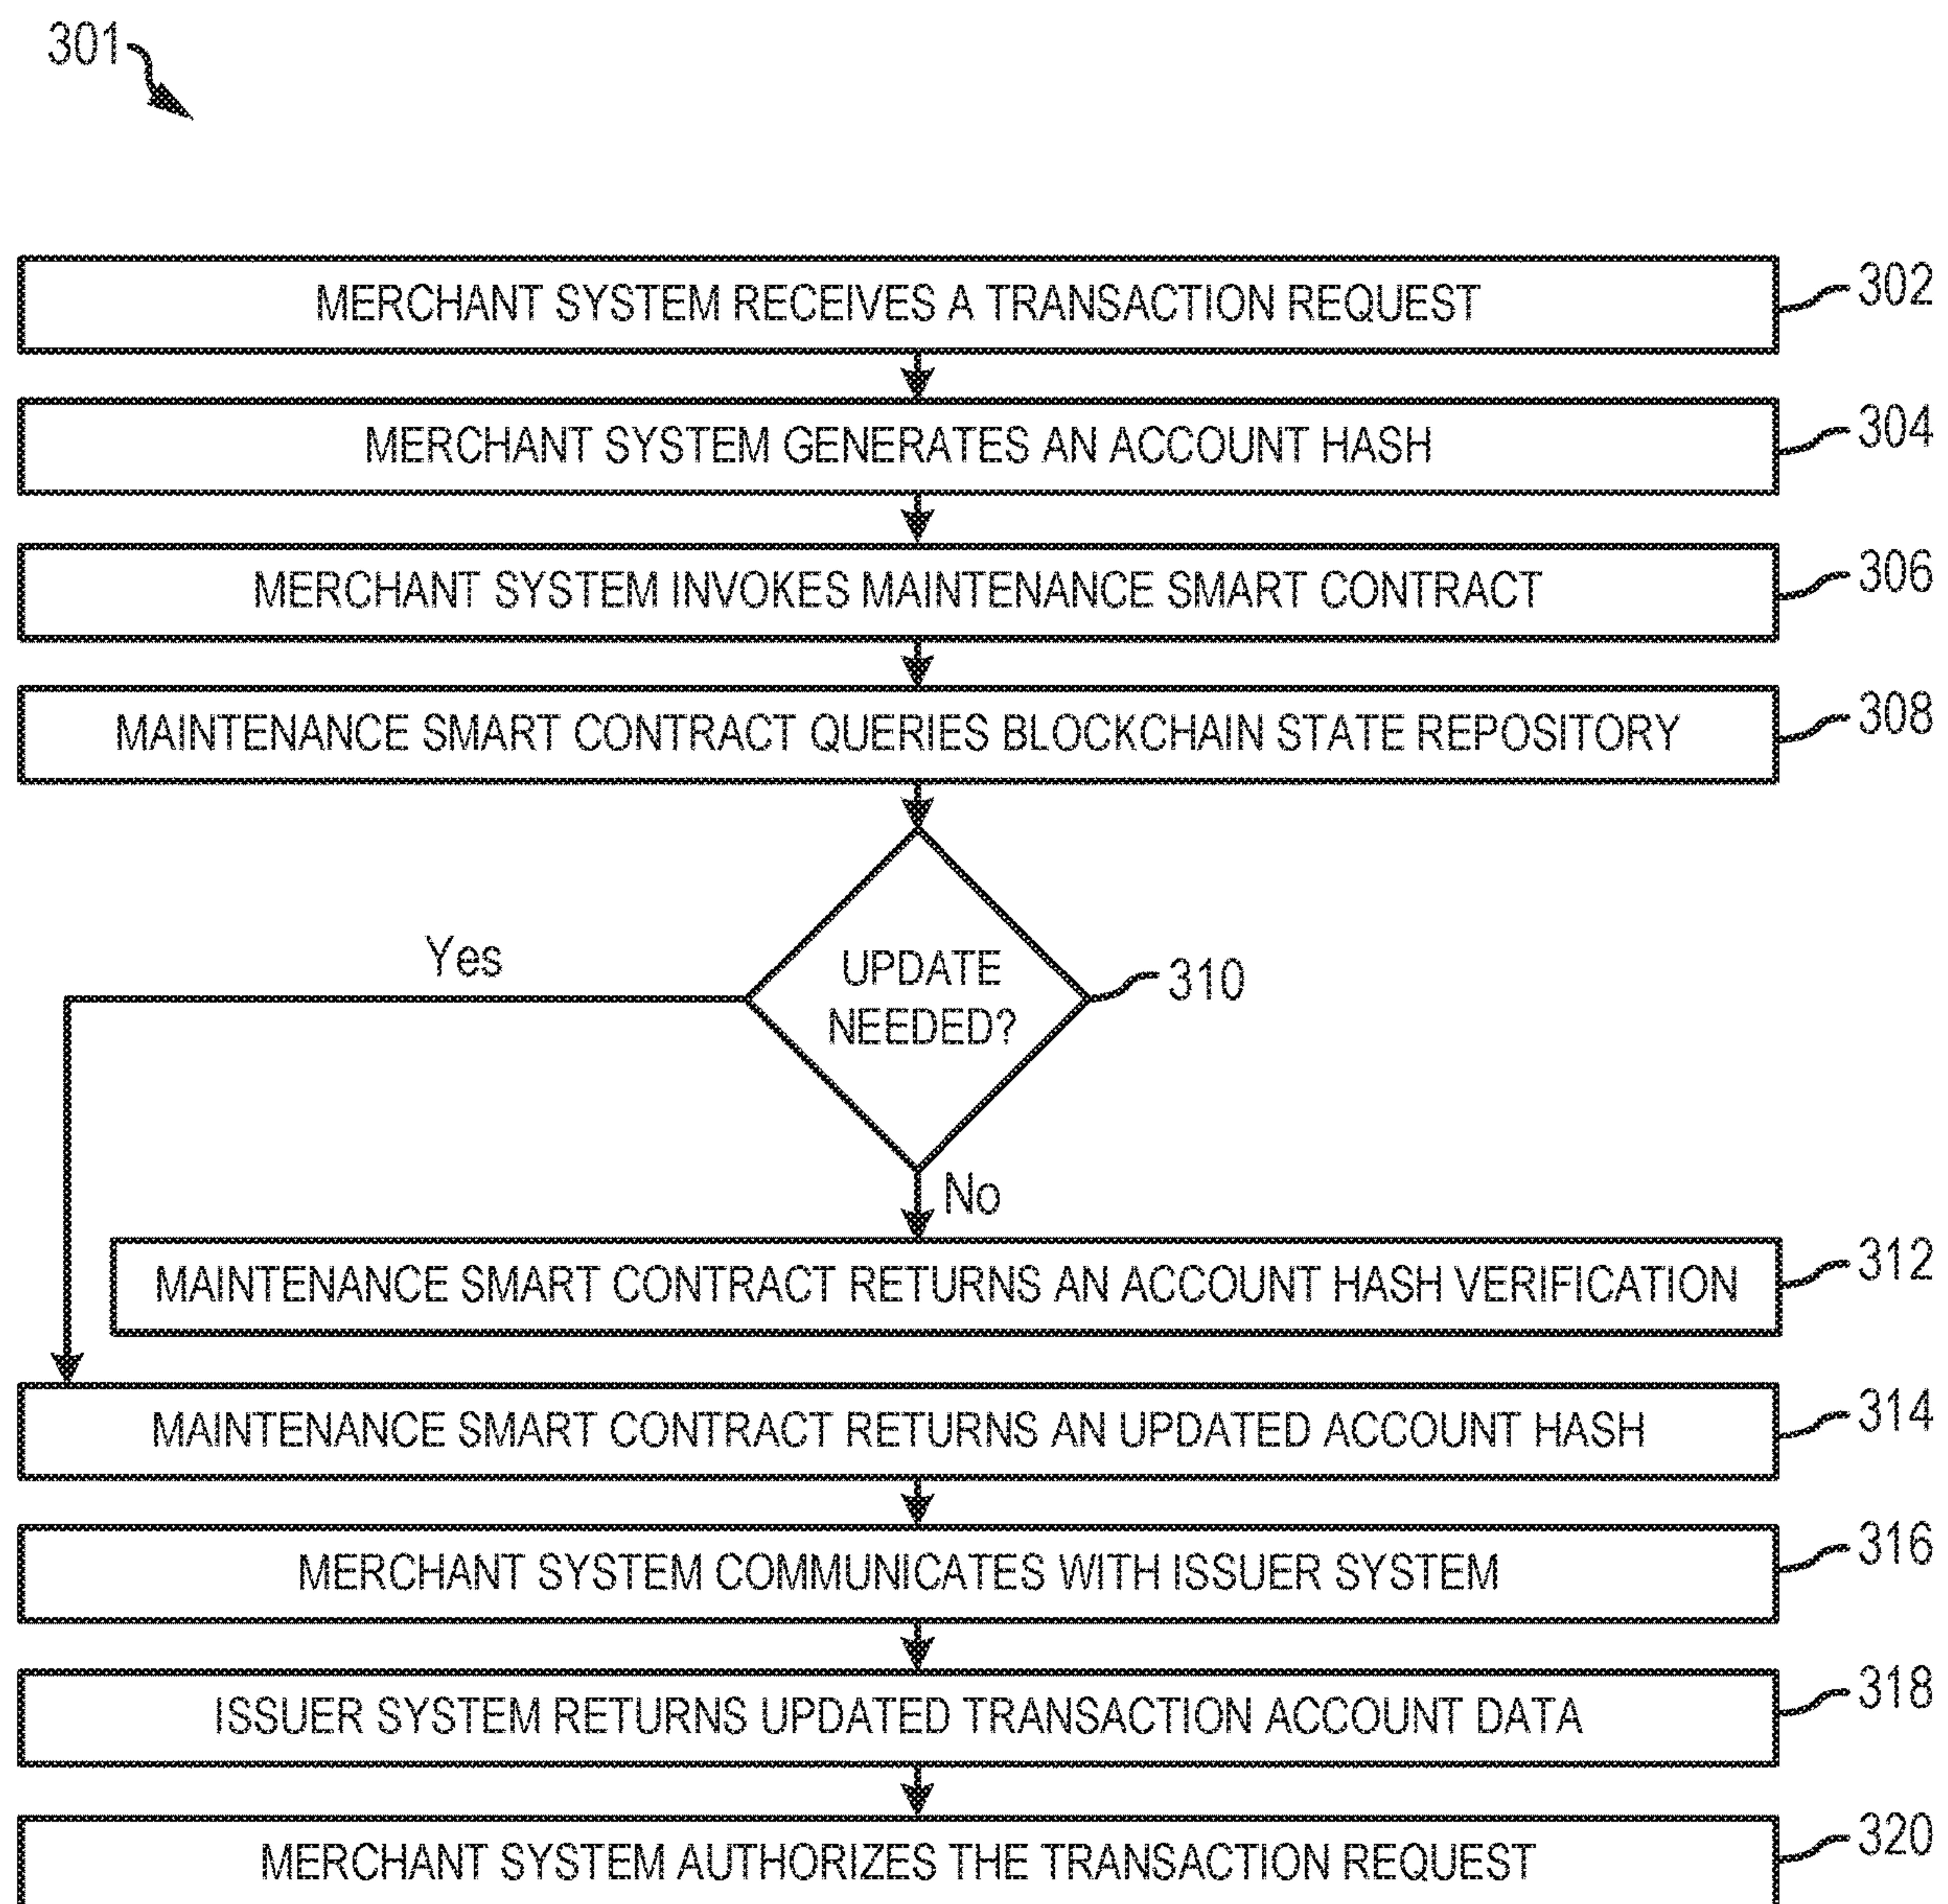 301
MERCHANT SYSTEM RECEIVES A TRANSACTION REQUEST
302
MERCHANT SYSTEM GENERATES AN ACCOUNT HASH
304
MERCHANT SYSTEM INVOKES MAINTENANCE SMART CONTRACT
306
MAINTENANCE SMART CONTRACT QUERIES BLOCKCHAIN STATE REPOSITORY
308
Yes
UPDATE
NEEDED?
310
No
MAINTENANCE SMART CONTRACT RETURNS AN ACCOUNT HASH VERIFICATION
312
MAINTENANCE SMART CONTRACT RETURNS AN UPDATED ACCOUNT HASH
314
MERCHANT SYSTEM COMMUNICATES WITH ISSUER SYSTEM
316
ISSUER SYSTEM RETURNS UPDATED TRANSACTION ACCOUNT DATA
318
MERCHANT SYSTEM AUTHORIZES THE TRANSACTION REQUEST
320